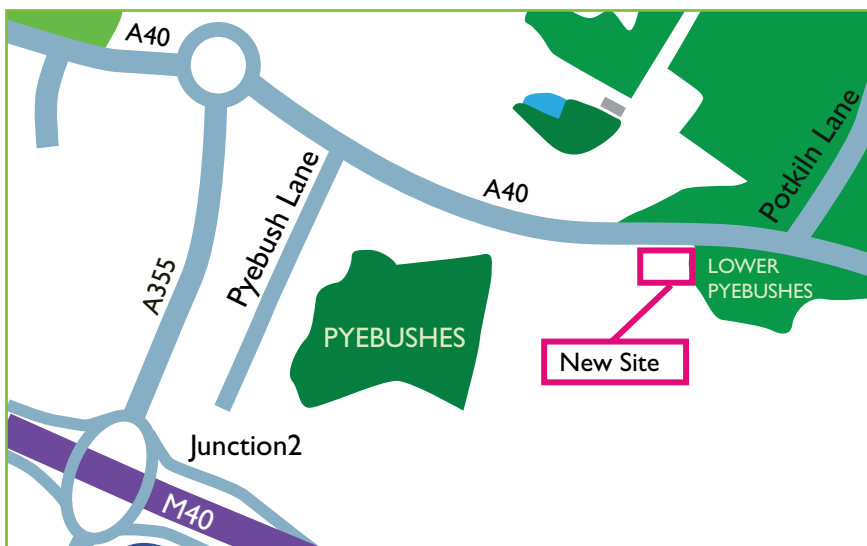 A40
Potkiln Lane
Pyebush Lane
A40
A355
LOWER
PYEBUSHES
PYEBUSHES
New Site
Junction2
M40